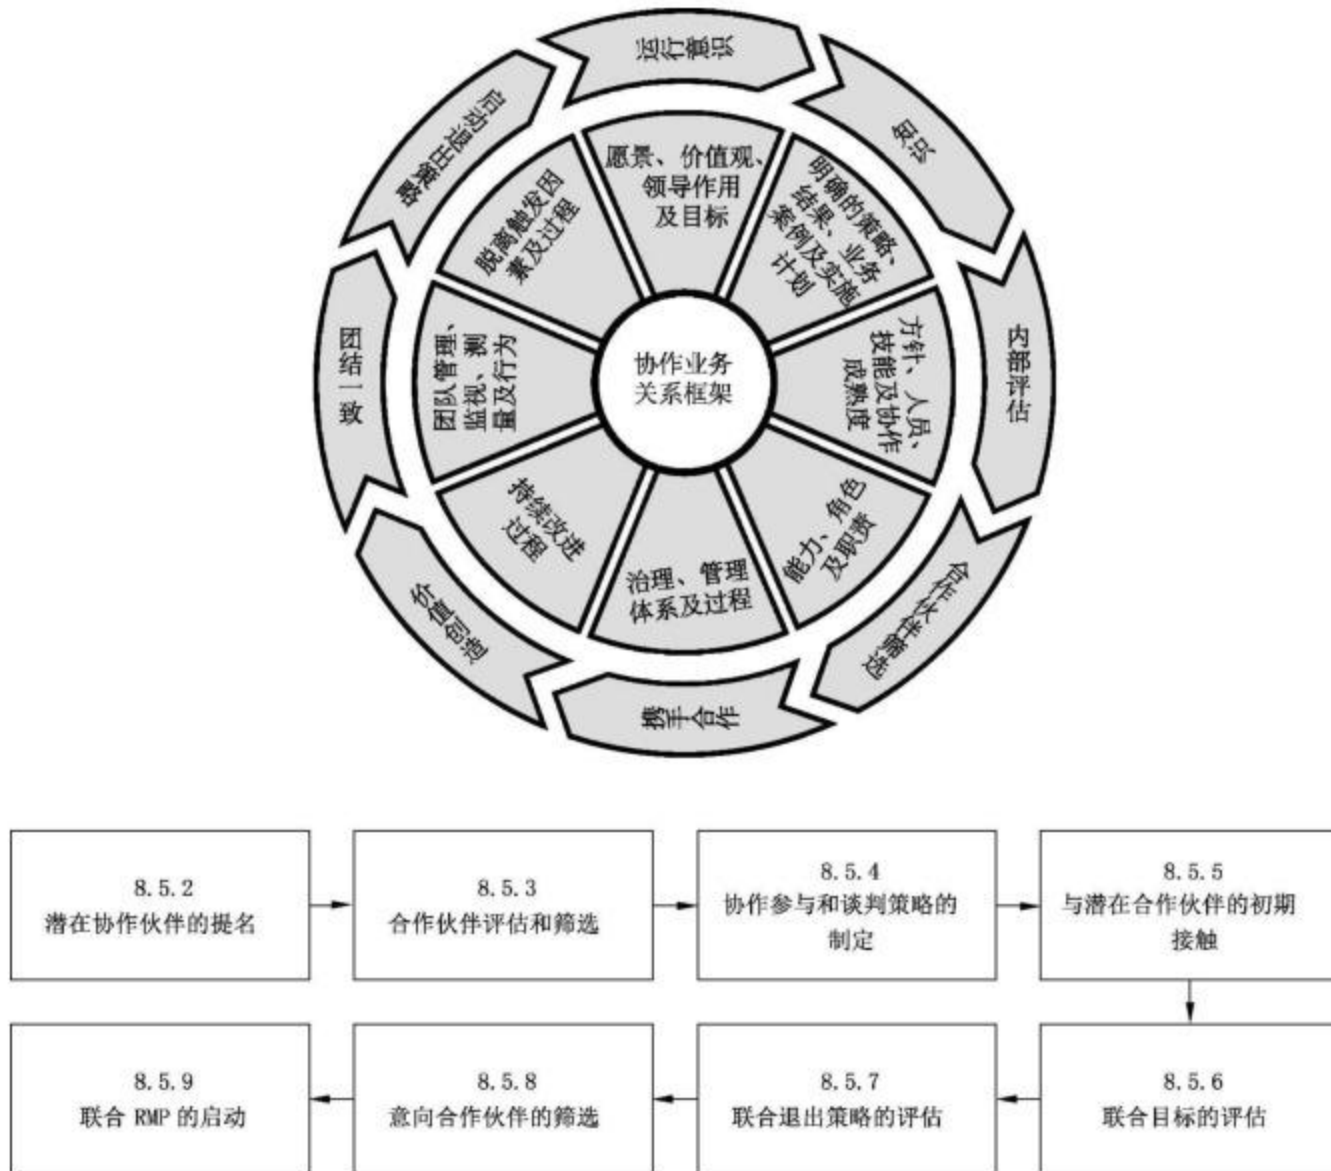 运行意识
知识
内部评估
合作伙伴筛选
携手合作
价值创造
团结一致
启动退出策略
愿景、价值观、
领导作用
及目标
明确的策略、
结果、业务
案例及实施
计划
方针、人员、
技能及协作
成熟度
能力、角色
及职责
治理、管理
体系及过程
持续改进
过程
团队管理、
监视、测
量及行为
脱离触发因
素及过程
协作业务
关系框架
8.5.2
潜在协作伙伴的提名
8.5.3
合作伙伴评估和筛选
8.5.4
协作参与和谈判策略的
制定
8.5.5
与潜在合作伙伴的初期
接触
8.5.9
联合 RMP 的启动
8.5.8
意向合作伙伴的筛选
8.5.7
联合退出策略的评估
8.5.6
联合目标的评估